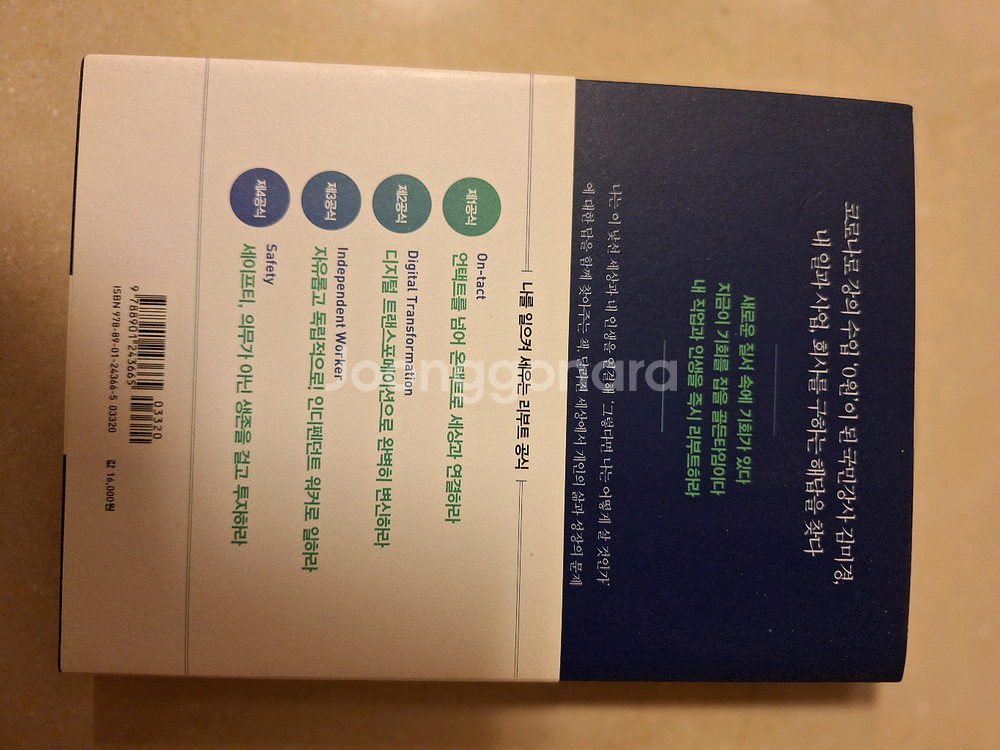 코로나로 강의 수입 '0원'이 된 국민강사 김미경,
내 일과 사업, 회사를 구하는 해답을 찾다
새로운 질서 속에 기회가 있다
지금이 기회를 잡을 골든타임이다
내 직업과 인생을 즉시 리부트하라
나는 이 낯선 세상과 내 인생을 연결해 '그렇다면 나는 어떻게 살 것인가'
에 대한 답을 함께 찾아주는 책. 달라진 세상에서 개인의 삶과 성장의 문제
나를 일으켜 세우는 리부트 공식
제1공식
On-tact
언택트를 넘어 온택트로 세상과 연결하라
제2공식
Digital Transformation
디지털 트랜스포메이션으로 완벽히 변신하라
제3공식
Independent Worker
자유롭고 독립적으로! 인디펜던트 워커로 일하라
제4공식
Safety
세이프티, 의무가 아닌 생존을 걸고 투자하라
03320
9 788901 243665
ISBN 978-89-01-24366-5 03320
값 16,000원
Joonggonara